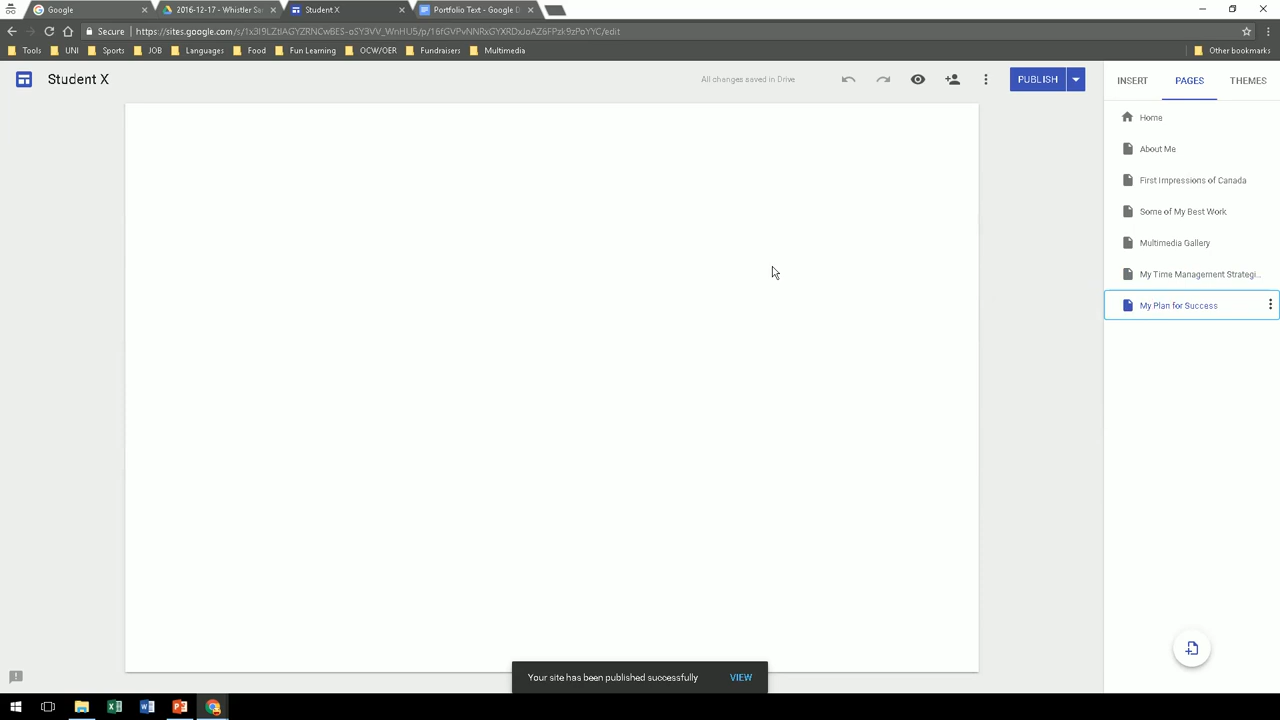 Google
2016-12-17 - Whistler Sa
Student X
Portfolio Text - Google D
Secure
https://sites.google.com/s/1x3I9LZtIAGYZRNCw6ES-oSY3VV_WnHU5/p/16fGVPvNNRxGYXRDxJoAZ6FPzk9zPoYYC/edit
Tools
UNI
Sports
JOB
Languages
Food
Fun Learning
OCW/OER
Fundraisers
Multimedia
Other bookmarks
Student X
All changes saved in Drive
PUBLISH
INSERT
PAGES
THEMES
Home
About Me
First Impressions of Canada
Some of My Best Work
Multimedia Gallery
My Time Management Strategi...
My Plan for Success
Your site has been published successfully
VIEW